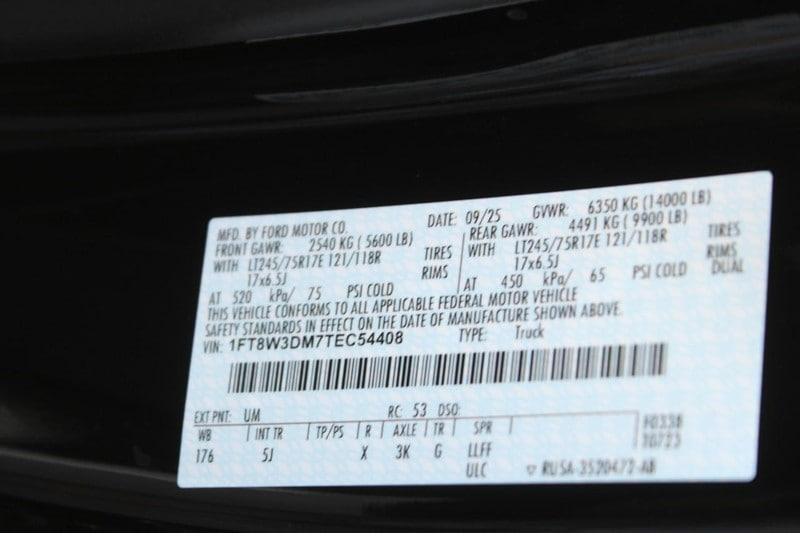 MFD. BY FORD MOTOR CO. DATE: 09/25 GVWR: 6350 KG (14000 LB)
FRONT GAWR: 2540 KG ( 5600 LB) REAR GAWR: 4491 KG ( 9900 LB)
WITH LT245/75R17E 121/118R TIRES WITH LT245/75R17E 121/118R TIRES
17x6.5J RIMS 17x6.5J RIMS
AT 520 kPa/ 75 PSI COLD AT 450 kPa/ 65 PSI COLD DUAL
THIS VEHICLE CONFORMS TO ALL APPLICABLE FEDERAL MOTOR VEHICLE
SAFETY STANDARDS IN EFFECT ON THE DATE OF MANUFACTURE SHOWN ABOVE.
VIN: 1FT8W3DM7TEC54408 TYPE: Truck
EXT PNT: UM RC: 53 DSO: F0338
WB INT TR TP/PS R AXLE TR SPR T0723
176 5J X 3K G LLFF
ULC RUSA-3520472-AB